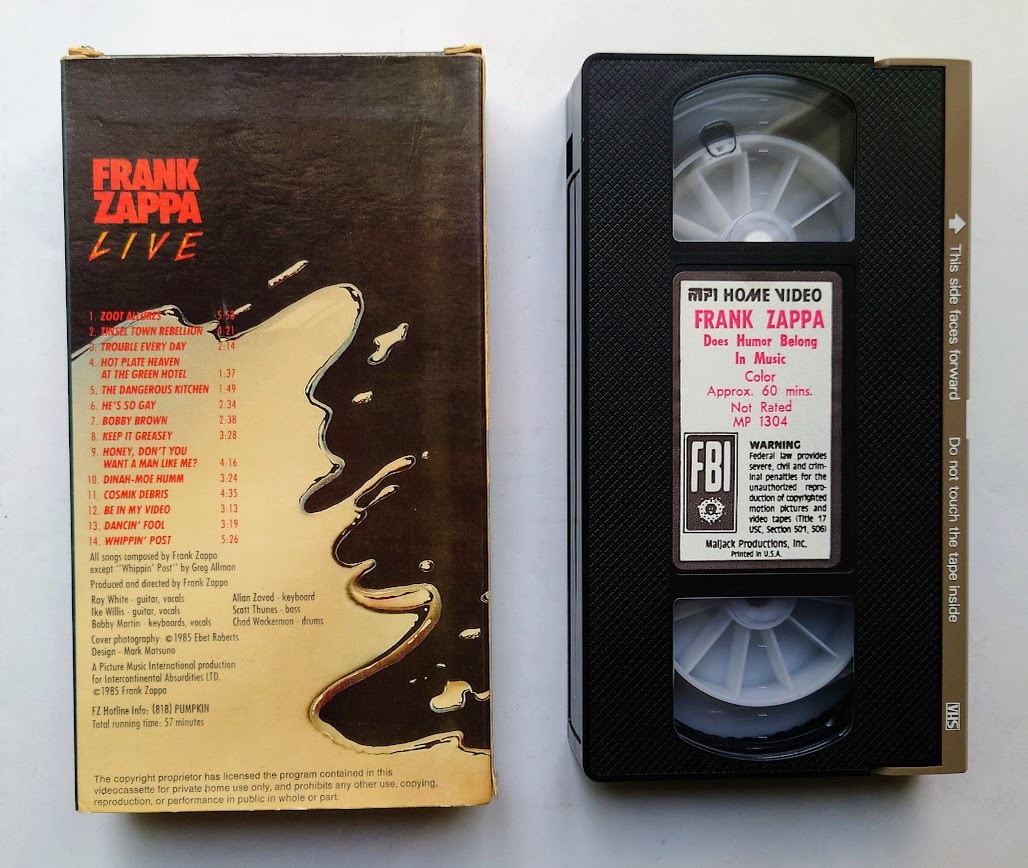 FRANK
ZAPPA
LIVE
1. ZOOT ALLURES 5:58
2. TINSEL TOWN REBELLION 4:21
3. TROUBLE EVERY DAY 2:14
4. HOT PLATE HEAVEN
AT THE GREEN HOTEL 1:37
5. THE DANGEROUS KITCHEN 1:49
6. HE'S SO GAY 2:34
7. BOBBY BROWN 2:38
8. KEEP IT GREASEY 3:28
9. HONEY, DON'T YOU
WANT A MAN LIKE ME? 4:16
10. DINAH-MOE HUMM 3:24
11. COSMIK DEBRIS 4:35
12. BE IN MY VIDEO 3:13
13. DANCIN' FOOL 3:19
14. WHIPPIN' POST 5:26
All songs composed by Frank Zappa
except "Whippin' Post" by Greg Allman
Produced and directed by Frank Zappa
Ray White - guitar, vocals
Ike Willis - guitar, vocals
Bobby Martin - keyboards, vocals
Allan Zavod - keyboard
Scott Thunes - bass
Chad Wackerman - drums
Cover photography: ©1985 Ebet Roberts
Design - Mark Matsuno
A Picture Music International production
for Intercontinental Absurdities LTD.
©1985 Frank Zappa
FZ Hotline Info: (818) PUMPKIN
Total running time: 57 minutes
The copyright proprietor has licensed the program contained in this
videocassette for private home use only, and prohibits any other use, copying,
reproduction, or performance in public in whole or part.
MPI HOME VIDEO
FRANK ZAPPA
Does Humor Belong
In Music
Color
Approx. 60 mins.
Not Rated
MP 1304
FBI
WARNING
Federal law provides
severe, civil and crim-
inal penalties for the
unauthorized repro-
duction of copyrighted
motion pictures and
video tapes (Title 17
USC, Section 501, 506)
Maljack Productions, Inc.
Printed in U.S.A.
This side faces forward
Do not touch the tape inside
VHS